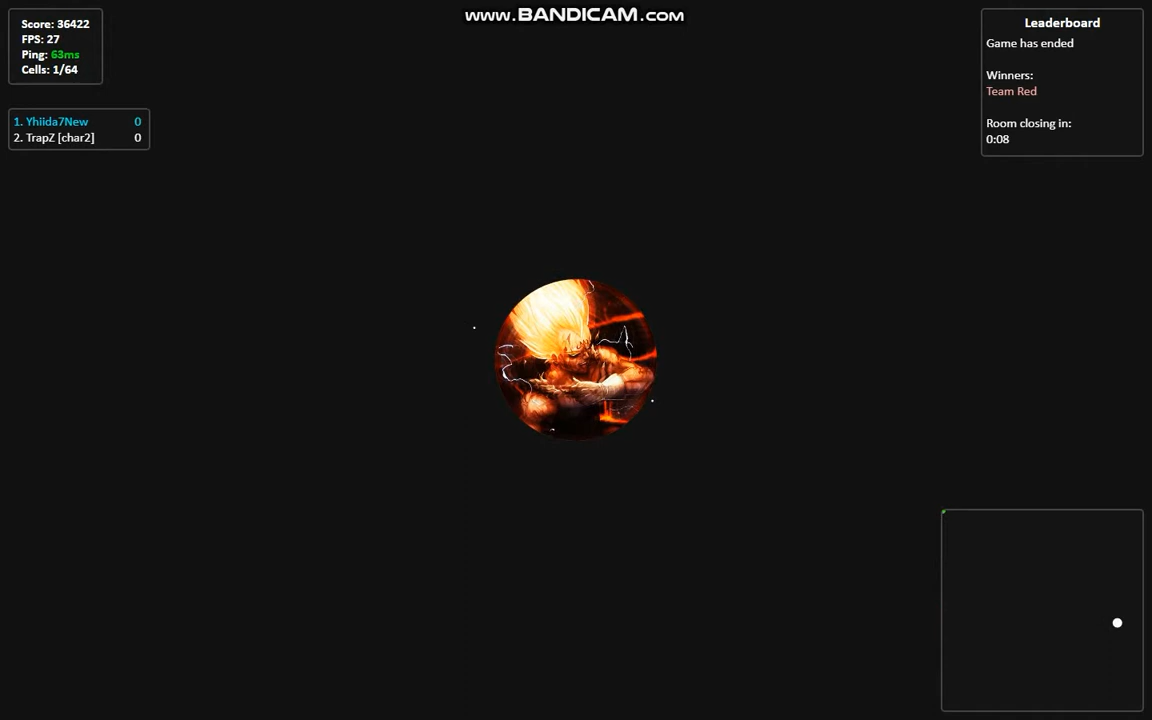 www.BANDICAM.com
Score: 36422
FPS: 27
Ping: 63ms
Cells: 1/64
1. Yhiida7New 0
2. TrapZ [char2] 0
Leaderboard
Game has ended
Winners:
Team Red
Room closing in:
0:08